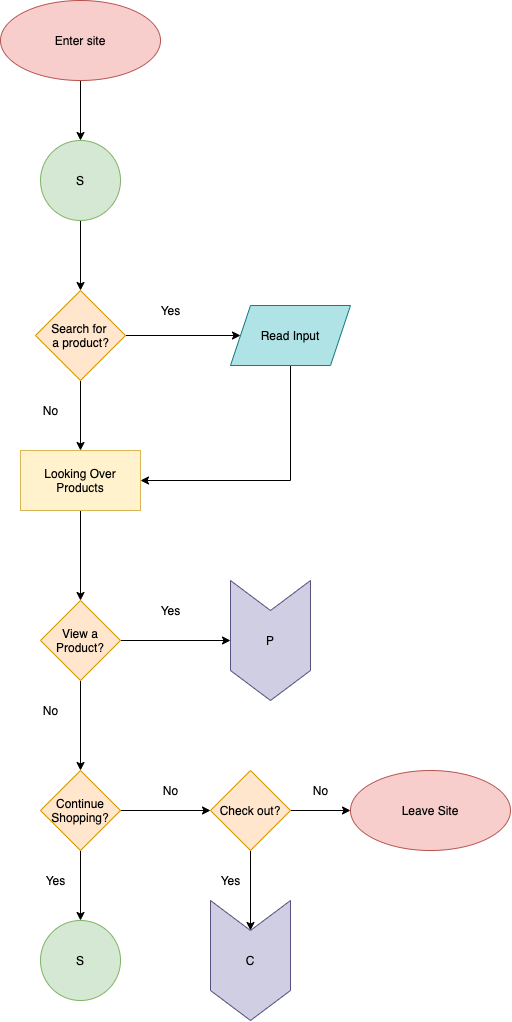 Enter site
S
Search for
a product?
Yes
Read Input
No
Looking Over
Products
View a
Product?
Yes
P
No
Continue
Shopping?
No
Check out?
No
Leave Site
Yes
Yes
S
C